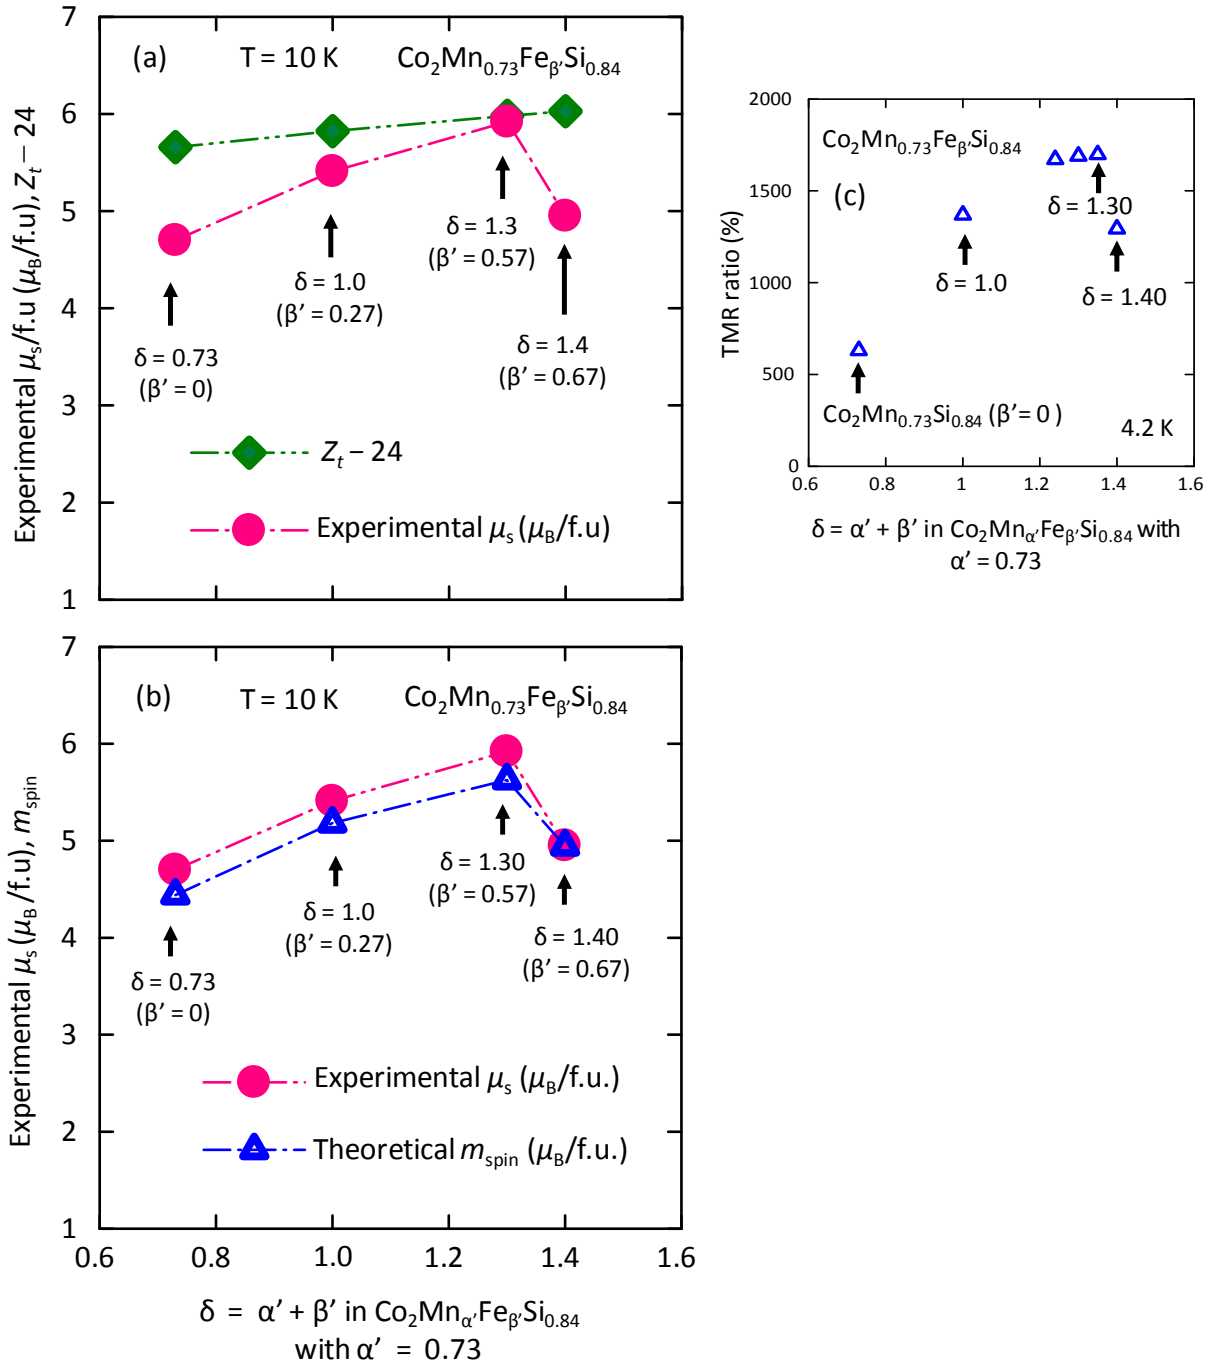 7
6
5
4
3
2
1
Experimental μs/f.u (μB/f.u), Zt − 24
(a) T = 10 K Co2Mn0.73Feβ'Si0.84
δ = 0.73
(β' = 0)
δ = 1.0
(β' = 0.27)
δ = 1.3
(β' = 0.57)
δ = 1.4
(β' = 0.67)
Zt − 24
Experimental μs (μB/f.u)
7
6
5
4
3
2
1
Experimental μs (μB/f.u), mspin
(b) T = 10 K Co2Mn0.73Feβ'Si0.84
δ = 0.73
(β' = 0)
δ = 1.0
(β' = 0.27)
δ = 1.30
(β' = 0.57)
δ = 1.40
(β' = 0.67)
Experimental μs (μB/f.u.)
Theoretical mspin (μB/f.u.)
0.6 0.8 1.0 1.2 1.4 1.6
δ = α' + β' in Co2Mnα'Feβ'Si0.84
with α' = 0.73
2000
1500
1000
500
0
TMR ratio (%)
Co2Mn0.73Feβ'Si0.84
(c)
δ = 1.30
δ = 1.0
δ = 1.40
Co2Mn0.73Si0.84 (β'= 0 )
4.2 K
0.6 0.8 1 1.2 1.4 1.6
δ = α' + β' in Co2Mnα'Feβ'Si0.84 with
α' = 0.73